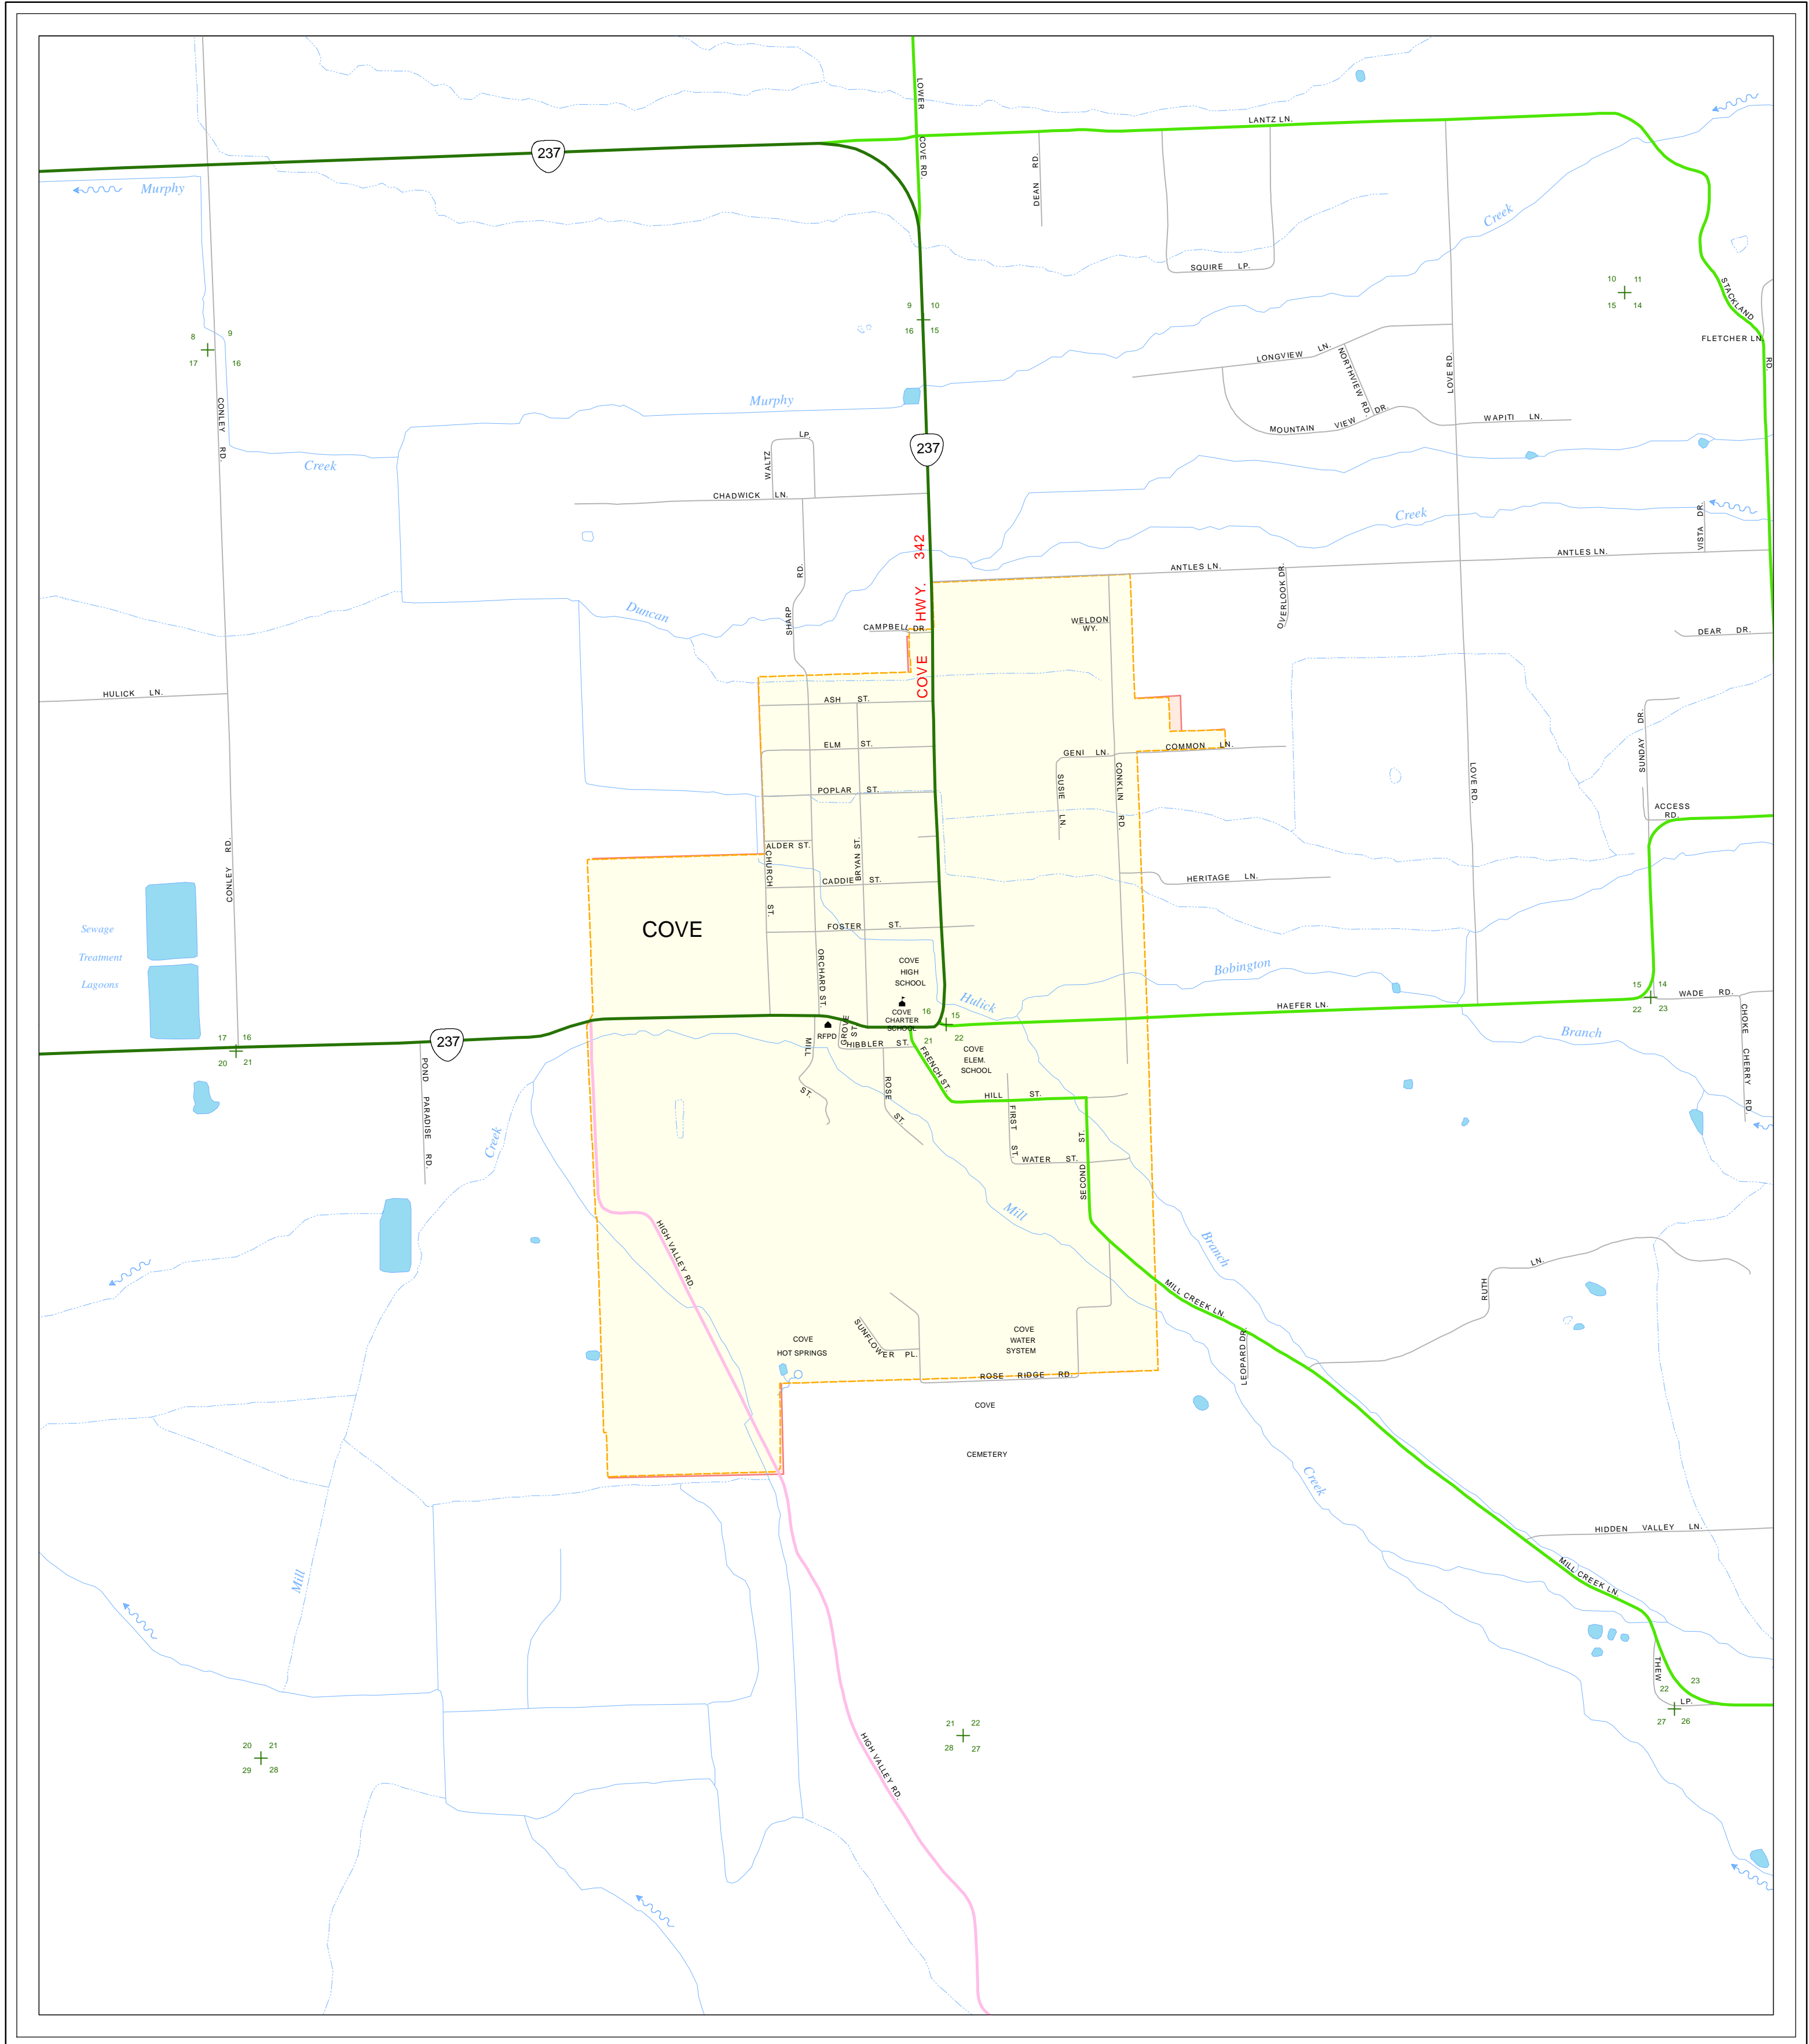 LOWER
COVE RD.
LANTZ LN.
237
Murphy
DEAN RD.
Creek
SQUIRE LP.
10 11
15 14
STACKLAND
RD.
FLETCHER LN.
9 10
16 15
8 9
17 16
LONGVIEW LN.
NORTHVIEW RD.
LOVE RD.
MOUNTAIN VIEW DR.
WAPITI LN.
CONLEY RD.
Murphy
Creek
WALTZ LP.
237
CHADWICK LN.
Creek
VISTA DR.
ANTLES LN.
ANTLES LN.
COVE HWY. 342
SHARP RD.
Duncan
CAMPBELL DR.
WELDON
WY.
OVERLOOK DR.
DEAR DR.
HULICK LN.
ASH ST.
ELM ST.
GENI LN.
COMMON LN.
SUSIE LN.
CONKLIN RD.
LOVE RD.
SUNDAY DR.
POPLAR ST.
ACCESS
RD.
ALDER ST.
CHURCH ST.
BRYAN ST.
CADDIE ST.
HERITAGE LN.
CONLEY RD.
COVE
FOSTER ST.
Sewage
Treatment
Lagoons
ORCHARD ST.
COVE
HIGH
SCHOOL
Bobington
Hulick
HAEFER LN.
15 14
22 23
WADE RD.
CHOKE CHERRY RD.
Branch
COVE
CHARTER
SCHOOL
16 15
21 22
17 16
20 21
237
RFPD
GROVE ST.
HIBBLER ST.
MILL ST.
ROSE ST.
FRENCH ST.
COVE
ELEM.
SCHOOL
HILL ST.
FIRST ST.
WATER ST.
SECOND ST.
POND PARADISE RD.
Creek
Mill
Branch
HIGH VALLEY RD.
MILL CREEK LN.
RUTH LN.
LEOPARD DR.
SUNFLOWER PL.
COVE
HOT SPRINGS
COVE
WATER
SYSTEM
ROSE RIDGE RD.
COVE
CEMETERY
Creek
HIDDEN VALLEY LN.
MILL CREEK LN.
Mill
THEW LP.
22 23
27 26
21 22
28 27
20 21
29 28
HIGH VALLEY RD.